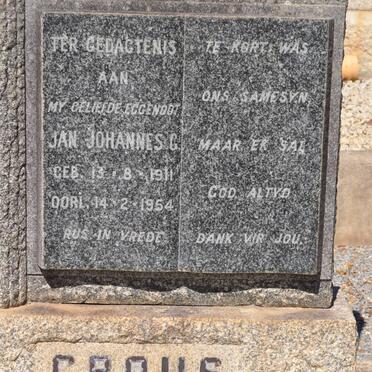 TER GEDAGTENIS
AAN
MY GELIEFDE EGGENOOT
JAN JOHANNES C.
GEB. 13-8-1911
OORL. 14-2-1954
RUS IN VREDE
TE KORT WAS
ONS SAMESYN
MAAR EK SAL
GOD ALTYD
DANK VIR JOU.